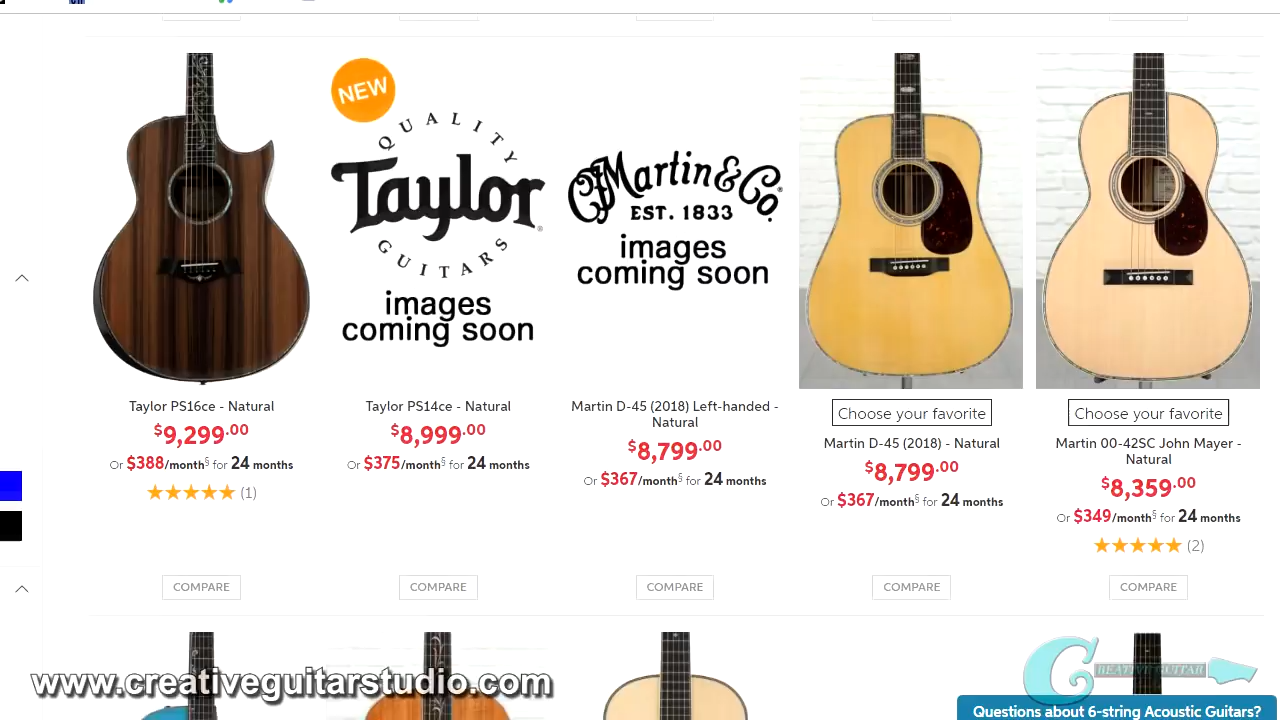 NEW
QUALITY
Taylor
®
GUITARS
images
coming soon
CF Martin & Co.
®
EST. 1833
images
coming soon
Taylor PS16ce - Natural
$9,299.00
Or $388/month§ for 24 months
(1)
COMPARE
Taylor PS14ce - Natural
$8,999.00
Or $375/month§ for 24 months
COMPARE
Martin D-45 (2018) Left-handed -
Natural
$8,799.00
Or $367/month§ for 24 months
COMPARE
Choose your favorite
Martin D-45 (2018) - Natural
$8,799.00
Or $367/month§ for 24 months
COMPARE
Choose your favorite
Martin 00-42SC John Mayer -
Natural
$8,359.00
Or $349/month§ for 24 months
(2)
COMPARE
www.creativeguitarstudio.com
CREATIVE GUITAR
Questions about 6-string Acoustic Guitars?